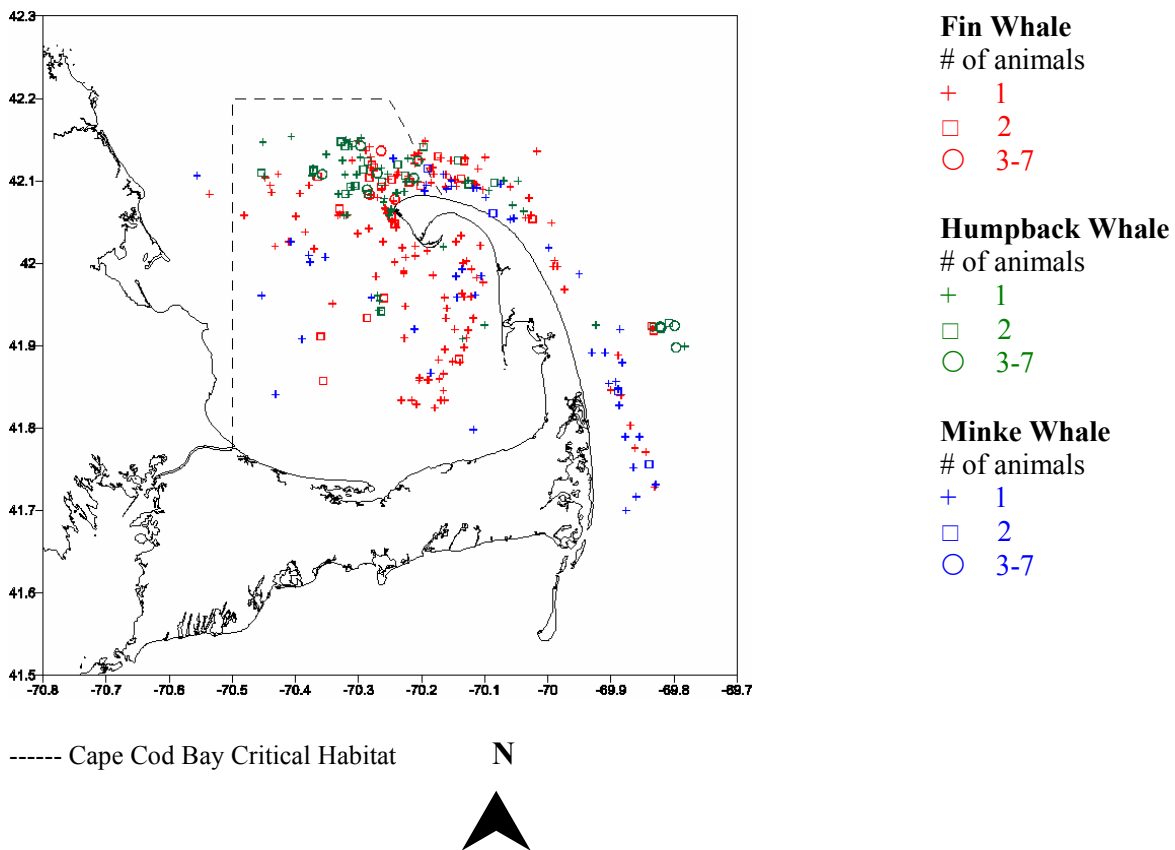 42.3
42.2
42.1
42
41.9
41.8
41.7
41.6
41.5
-70.8 -70.7 -70.6 -70.5 -70.4 -70.3 -70.2 -70.1 -70 -69.9 -69.8 -69.7
Fin Whale
# of animals
+ 1
□ 2
○ 3-7
Humpback Whale
# of animals
+ 1
□ 2
○ 3-7
Minke Whale
# of animals
+ 1
□ 2
○ 3-7
------ Cape Cod Bay Critical Habitat
N